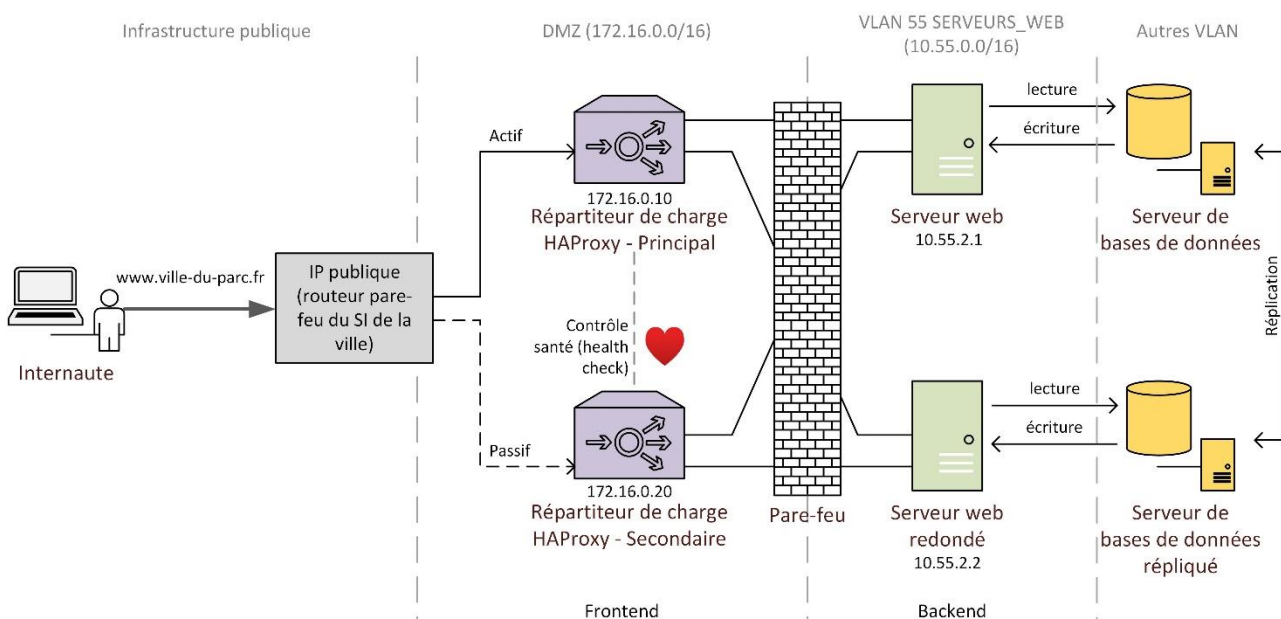 Infrastructure publique
DMZ (172.16.0.0/16)
VLAN 55 SERVEURS_WEB
(10.55.0.0/16)
Autres VLAN
Internaute
www.ville-du-parc.fr
IP publique
(routeur pare-
feu du SI de la
ville)
Actif
Passif
172.16.0.10
Répartiteur de charge
HAProxy - Principal
Contrôle
santé (health
check)
172.16.0.20
Répartiteur de charge
HAProxy - Secondaire
Pare-feu
Serveur web
10.55.2.1
lecture
écriture
Serveur de
bases de données
Réplication
Serveur web
redondé
10.55.2.2
lecture
écriture
Serveur de
bases de données
répliqué
Frontend
Backend